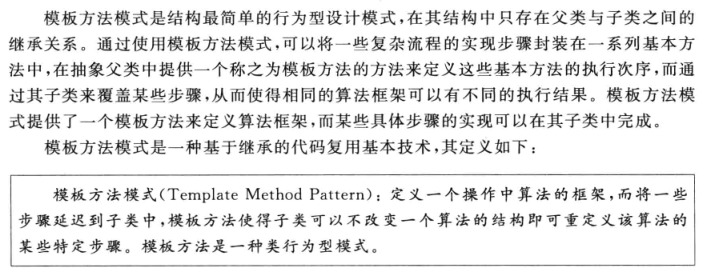 模板方法模式是结构最简单的行为型设计模式,在其结构中只存在父类与子类之间的
继承关系。通过使用模板方法模式,可以将一些复杂流程的实现步骤封装在一系列基本方
法中,在抽象父类中提供一个称之为模板方法的方法来定义这些基本方法的执行次序,而通
过其子类来覆盖某些步骤,从而使得相同的算法框架可以有不同的执行结果。模板方法模
式提供了一个模板方法来定义算法框架,而某些具体步骤的实现可以在其子类中完成。
模板方法模式是一种基于继承的代码复用基本技术,其定义如下:
模板方法模式(Template Method Pattern):定义一个操作中算法的框架,而将一些
步骤延迟到子类中,模板方法使得子类可以不改变一个算法的结构即可重定义该算法的
某些特定步骤。模板方法是一种类行为型模式。